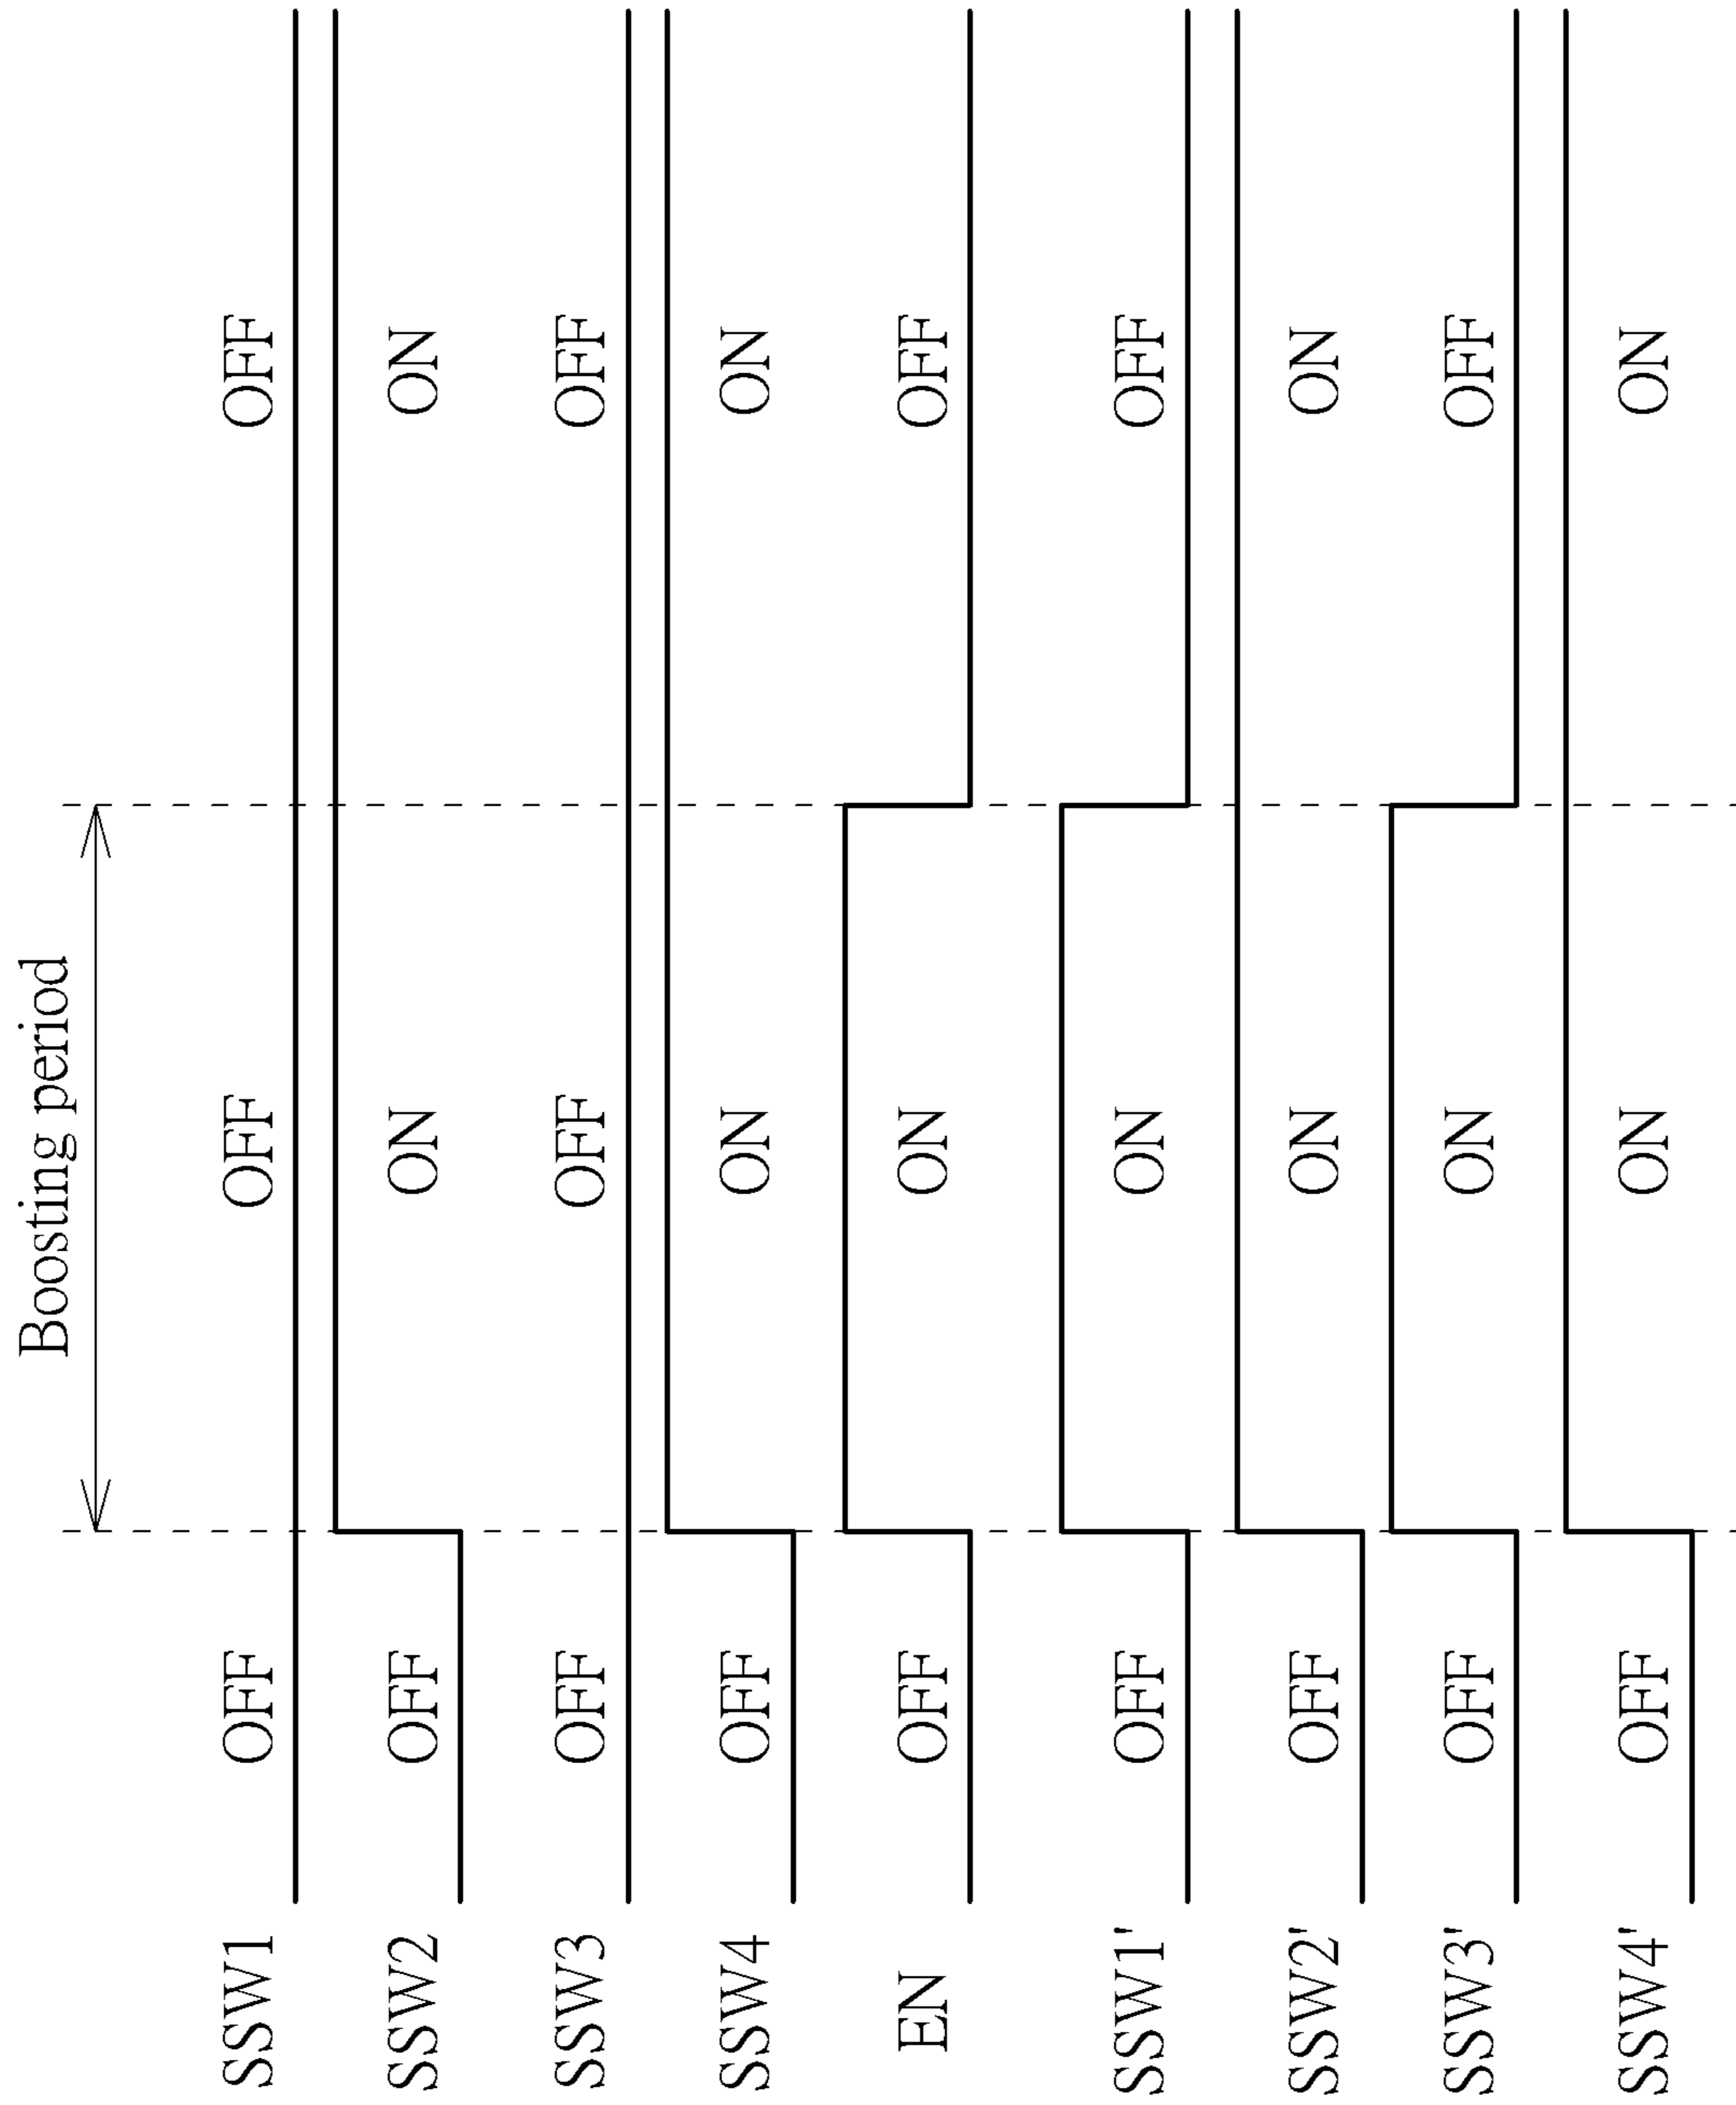 Boosting period
SSW1 OFF OFF OFF
SSW2 OFF ON ON
SSW3 OFF OFF OFF
SSW4 OFF ON ON
EN OFF ON OFF
SSW1' OFF ON OFF
SSW2' OFF ON ON
SSW3' OFF ON OFF
SSW4' OFF ON ON